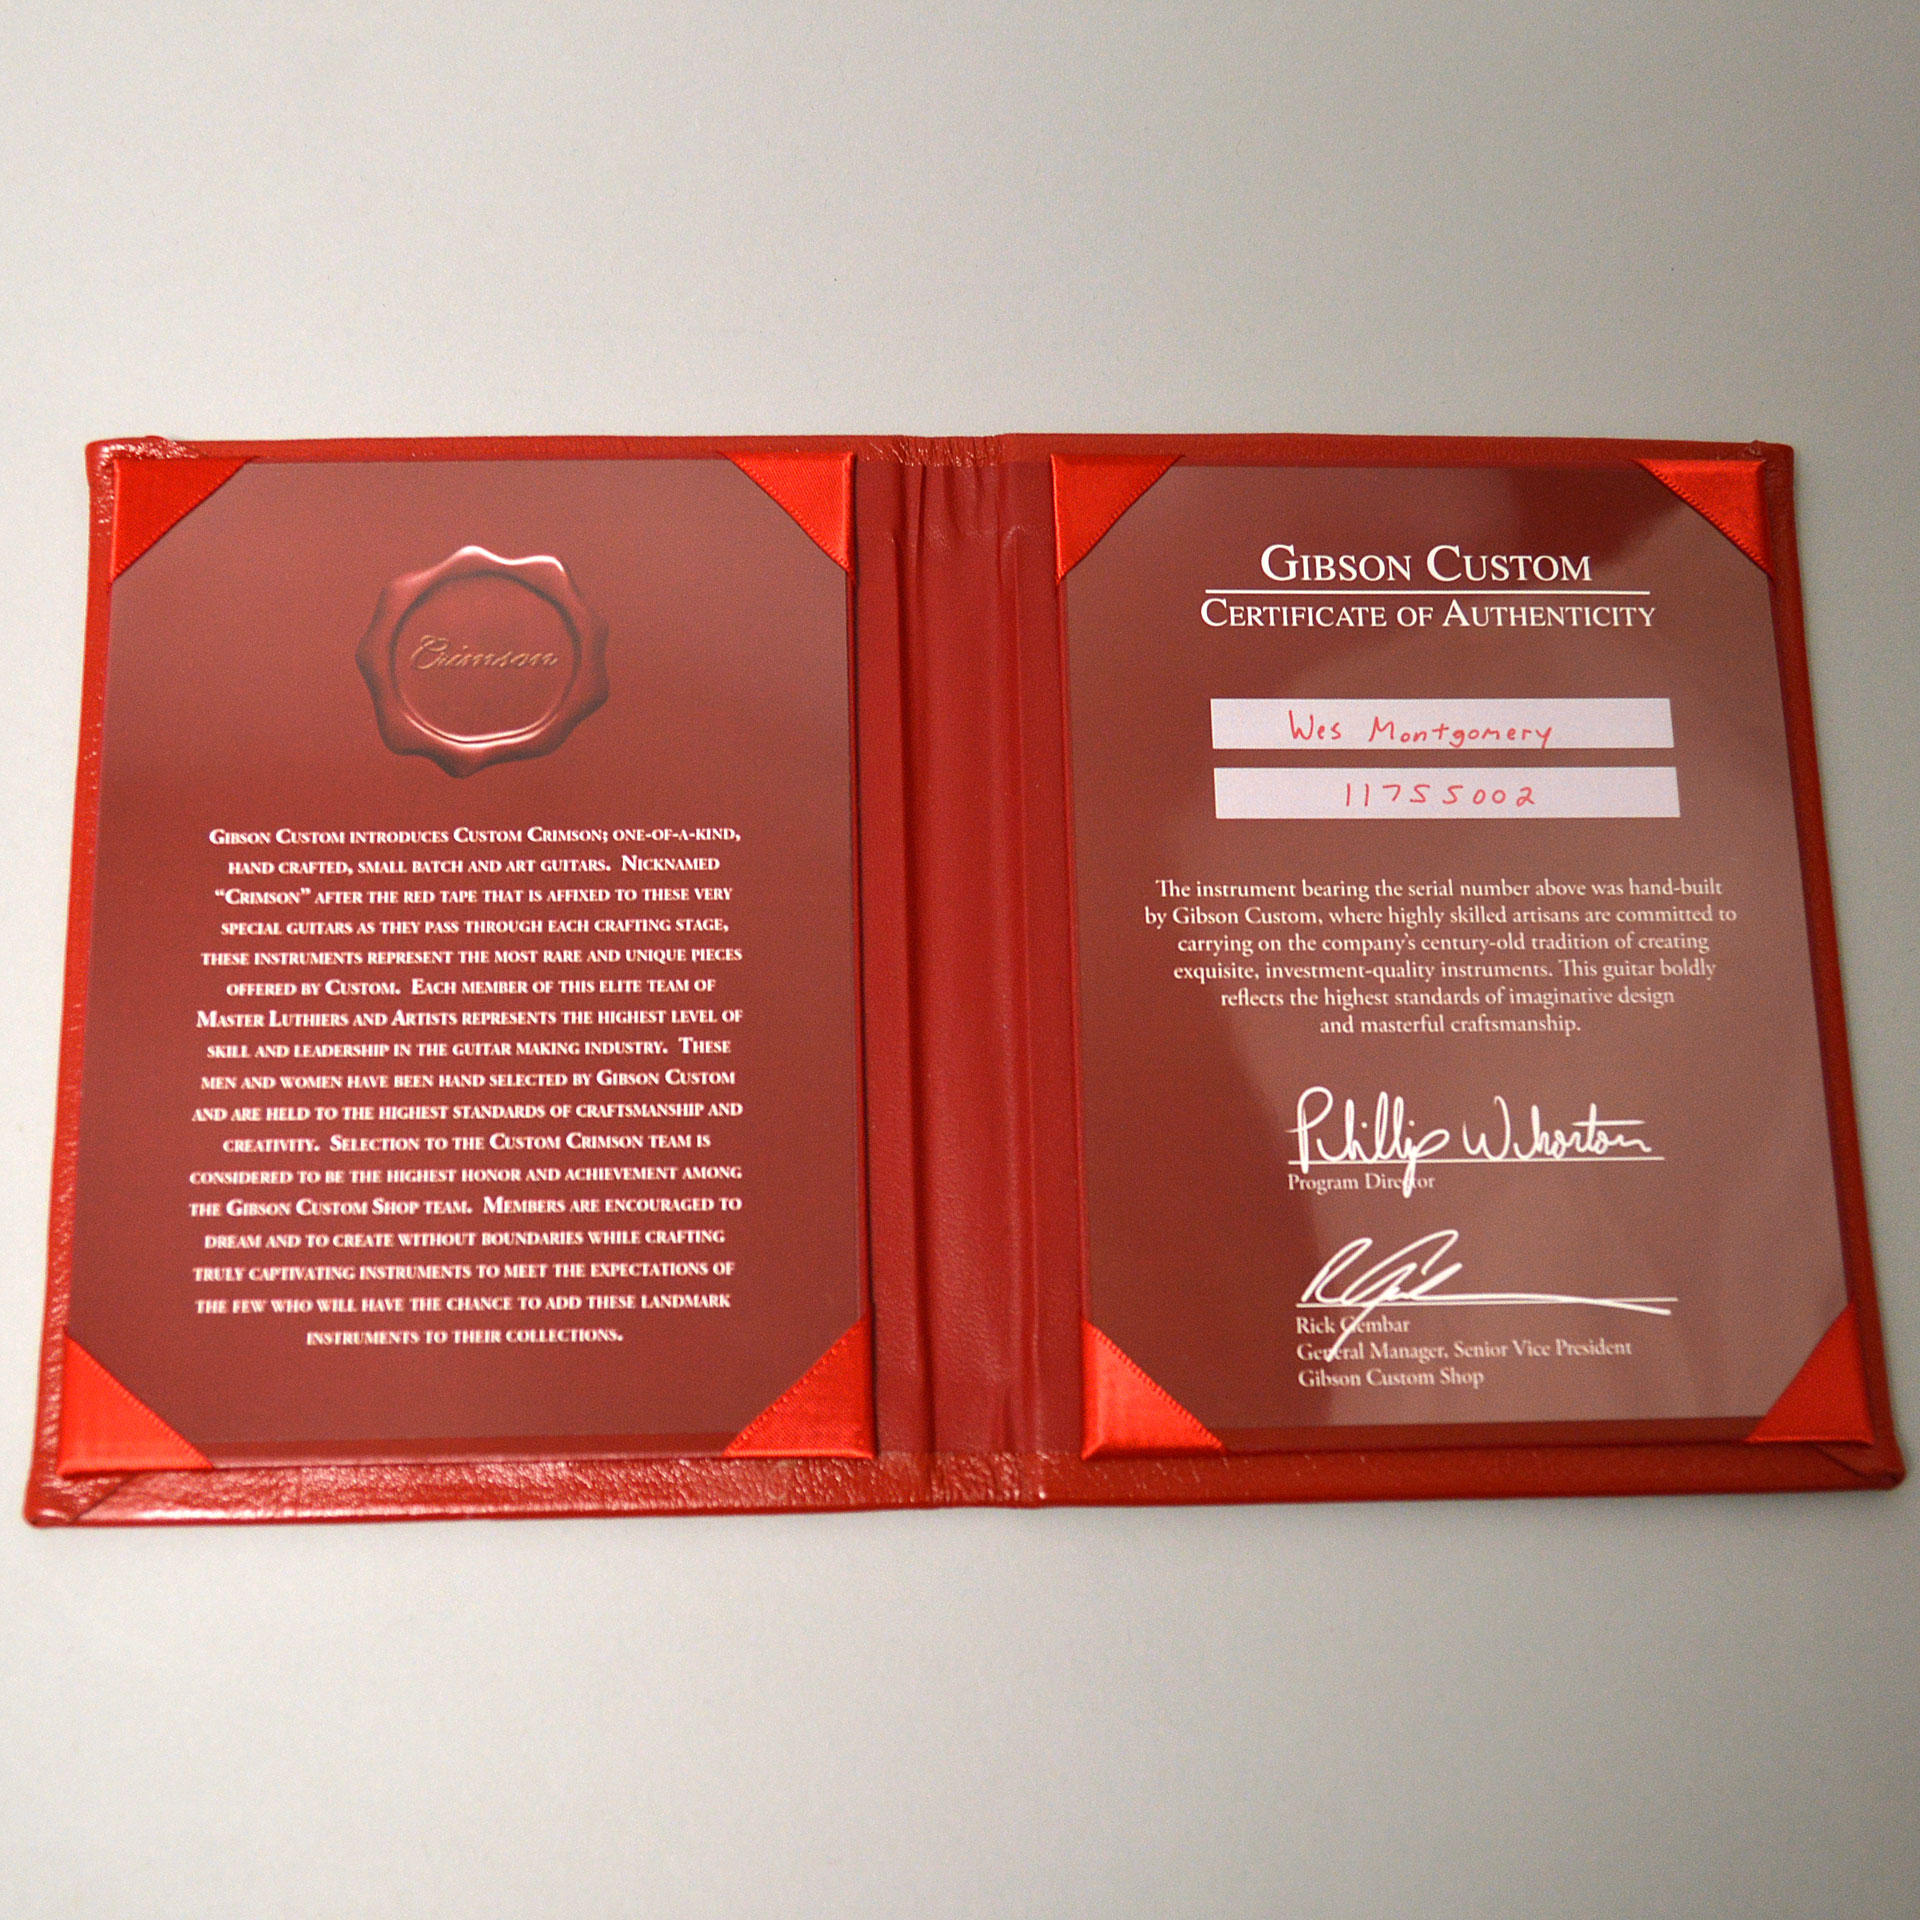 Crimson
GIBSON CUSTOM INTRODUCES CUSTOM CRIMSON; ONE-OF-A-KIND,
HAND CRAFTED, SMALL BATCH AND ART GUITARS. NICKNAMED
“CRIMSON” AFTER THE RED TAPE THAT IS AFFIXED TO THESE VERY
SPECIAL GUITARS AS THEY PASS THROUGH EACH CRAFTING STAGE,
THESE INSTRUMENTS REPRESENT THE MOST RARE AND UNIQUE PIECES
OFFERED BY CUSTOM. EACH MEMBER OF THIS ELITE TEAM OF
MASTER LUTHIERS AND ARTISTS REPRESENTS THE HIGHEST LEVEL OF
SKILL AND LEADERSHIP IN THE GUITAR MAKING INDUSTRY. THESE
MEN AND WOMEN HAVE BEEN HAND SELECTED BY GIBSON CUSTOM
AND ARE HELD TO THE HIGHEST STANDARDS OF CRAFTSMANSHIP AND
CREATIVITY. SELECTION TO THE CUSTOM CRIMSON TEAM IS
CONSIDERED TO BE THE HIGHEST HONOR AND ACHIEVEMENT AMONG
THE GIBSON CUSTOM SHOP TEAM. MEMBERS ARE ENCOURAGED TO
DREAM AND TO CREATE WITHOUT BOUNDARIES WHILE CRAFTING
TRULY CAPTIVATING INSTRUMENTS TO MEET THE EXPECTATIONS OF
THE FEW WHO WILL HAVE THE CHANCE TO ADD THESE LANDMARK
INSTRUMENTS TO THEIR COLLECTIONS.
GIBSON CUSTOM
CERTIFICATE OF AUTHENTICITY
Wes Montgomery
11755002
The instrument bearing the serial number above was hand-built
by Gibson Custom, where highly skilled artisans are committed to
carrying on the company's century-old tradition of creating
exquisite, investment-quality instruments. This guitar boldly
reflects the highest standards of imaginative design
and masterful craftsmanship.
Phillip Whorton
Program Director
Rick Gembar
General Manager, Senior Vice President
Gibson Custom Shop